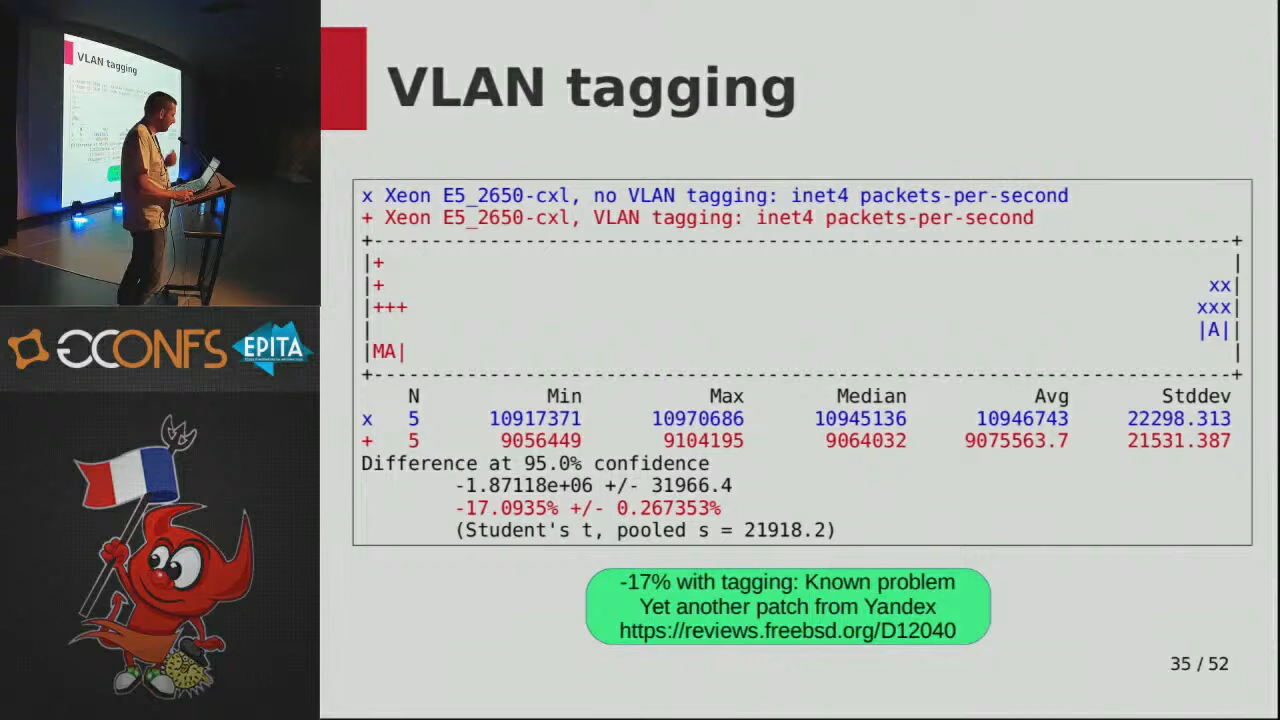 VLAN tagging
VLAN tagging
x Xeon E5_2650-cxl, no VLAN tagging: inet4 packets-per-second
+ Xeon E5_2650-cxl, VLAN tagging: inet4 packets-per-second
+--------------------------------------------------------------------------+
|+ |
|+ xx|
|+++ xxx|
| |A||
|MA| |
+--------------------------------------------------------------------------+
N Min Max Median Avg Stddev
x 5 10917371 10970686 10945136 10946743 22298.313
+ 5 9056449 9104195 9064032 9075563.7 21531.387
Difference at 95.0% confidence
-1.87118e+06 +/- 31966.4
-17.0935% +/- 0.267353%
(Student's t, pooled s = 21918.2)
-17% with tagging: Known problem
Yet another patch from Yandex
https://reviews.freebsd.org/D12040
35 / 52
GCONFS
EPITA